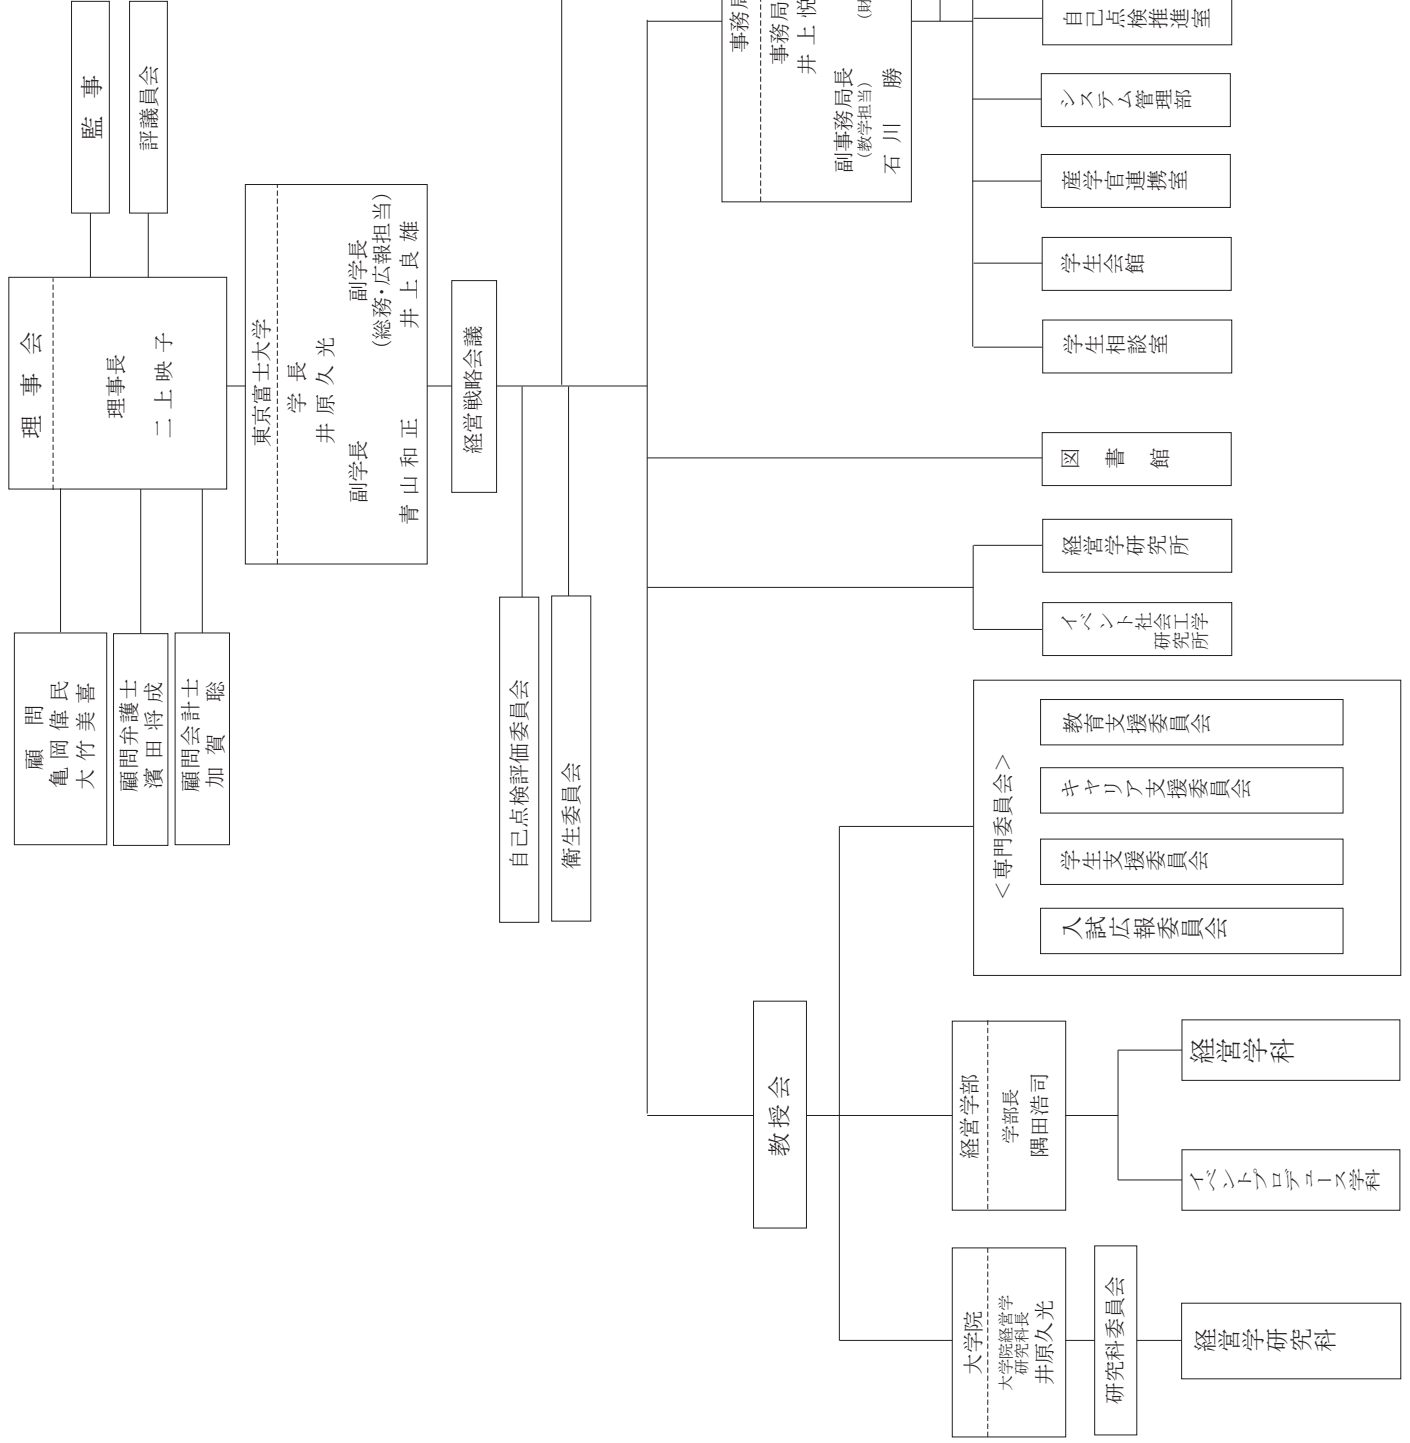 理事会
理事長
二上映子
監事
評議員会
顧問
亀岡偉民
大竹美喜
顧問弁護士
濱田将成
顧問会計士
加賀聡
東京富士大学
学長
井原久光
副学長
青山和正
副学長
(総務・広報担当)
井上良雄
経営戦略会議
自己点検評価委員会
衛生委員会
教授会
大学院
大学院経営学
研究科長
井原久光
研究科委員会
経営学研究科
経営学部
学部長
隅田浩司
イベントプロデュース学科
経営学科
<専門委員会>
入試広報委員会
学生支援委員会
キャリア支援委員会
教育支援委員会
イベント社会工学
研究所
経営学研究所
図書館
事務局
事務局
井上悦
副事務局長
(教学担当)
石川勝
(財
学生相談室
学生会館
産学官連携室
システム管理部
自己点検推進室